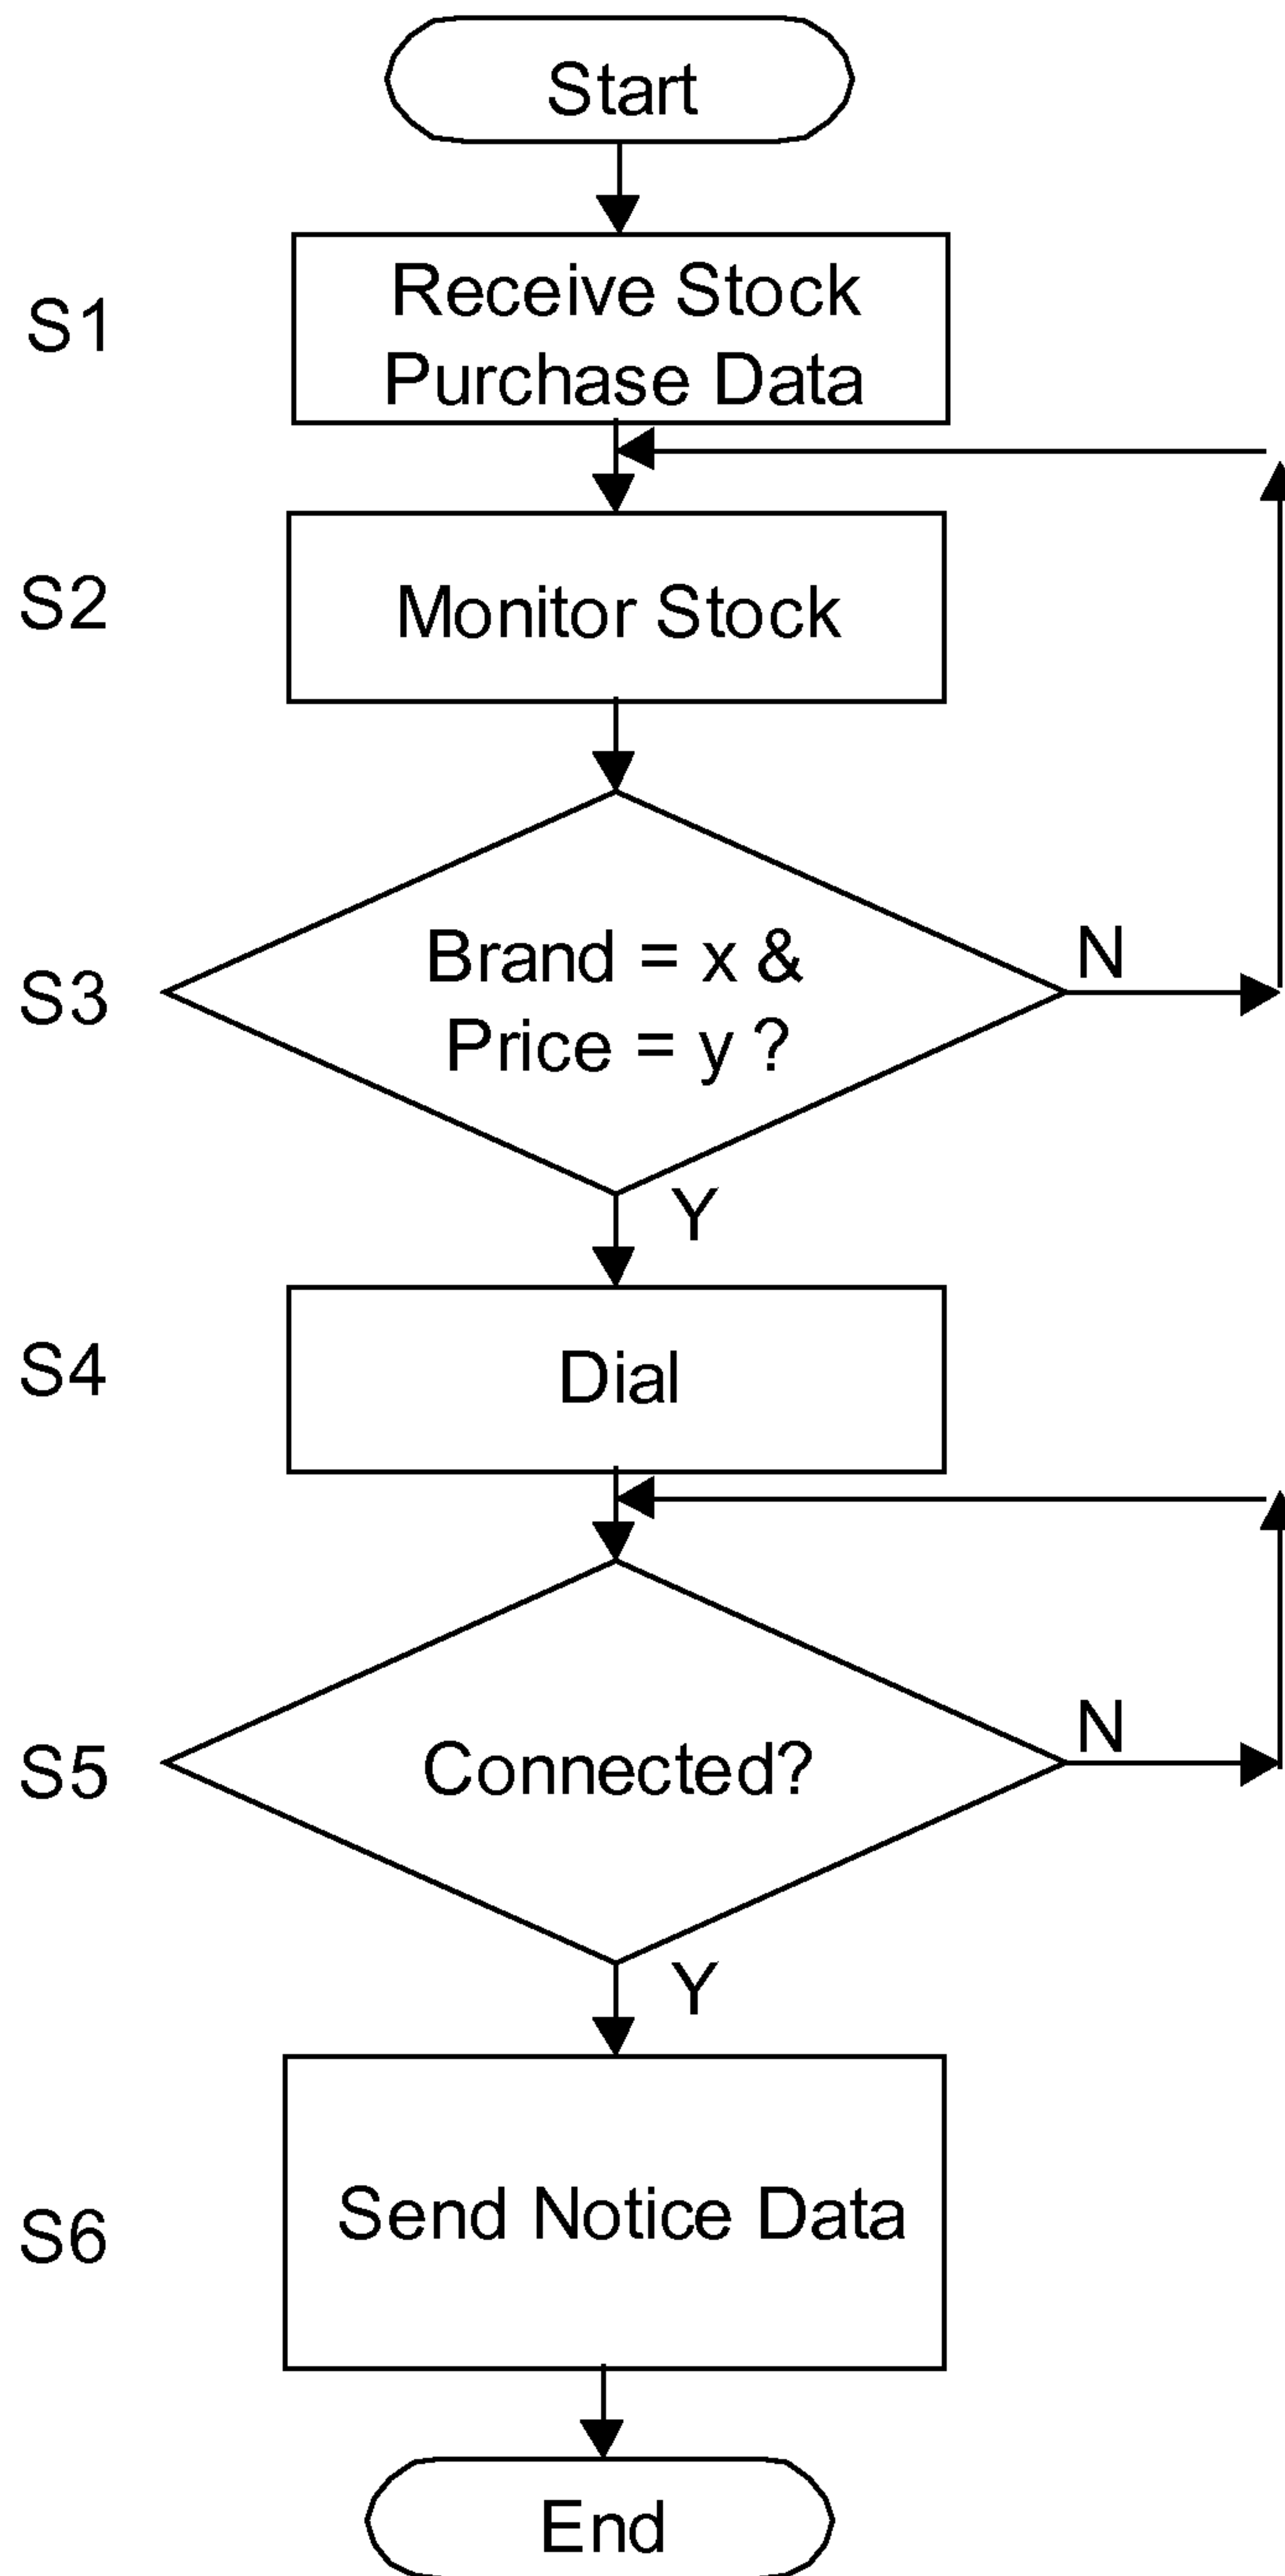 Start
S1
Receive Stock
Purchase Data
S2
Monitor Stock
S3
Brand = x &
Price = y ?
N
Y
S4
Dial
S5
Connected?
N
Y
S6
Send Notice Data
End